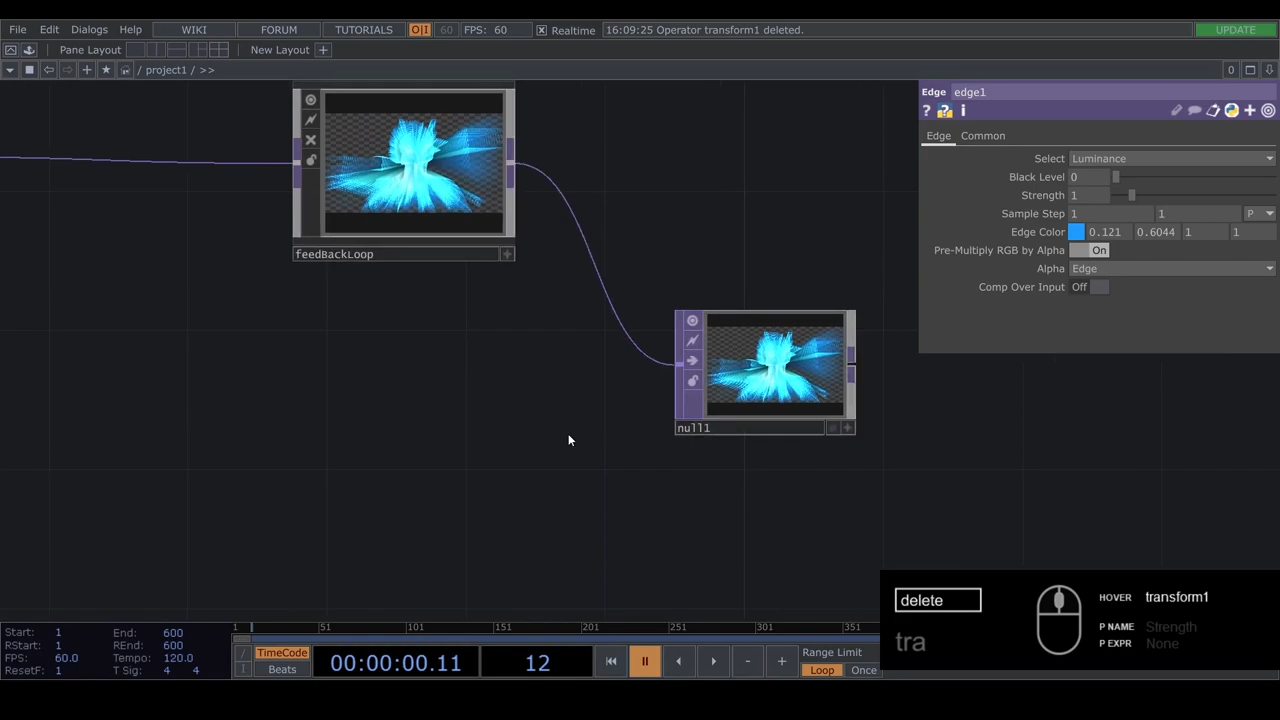 File Edit Dialogs Help WIKI FORUM TUTORIALS O|I 60 FPS: 60 Realtime 16:09:25 Operator transform1 deleted. UPDATE
Pane Layout New Layout +
/ project1 / >> 0
Edge edge1
? ? i
Edge Common
Select Luminance
Black Level 0
Strength 1
Sample Step 1 1 P
Edge Color 0.121 0.6044 1 1
Pre-Multiply RGB by Alpha On
Alpha Edge
Comp Over Input Off
feedBackLoop
null1
delete
tra
HOVER transform1
P NAME Strength
P EXPR None
Start: 1 End: 600
RStart: 1 REnd: 600
FPS: 60.0 Tempo: 120.0
ResetF: 1 T Sig: 4 4
1 51 101 151 201 251 301 351
TimeCode
Beats
00:00:00.11 12
- +
Range Limit
Loop Once